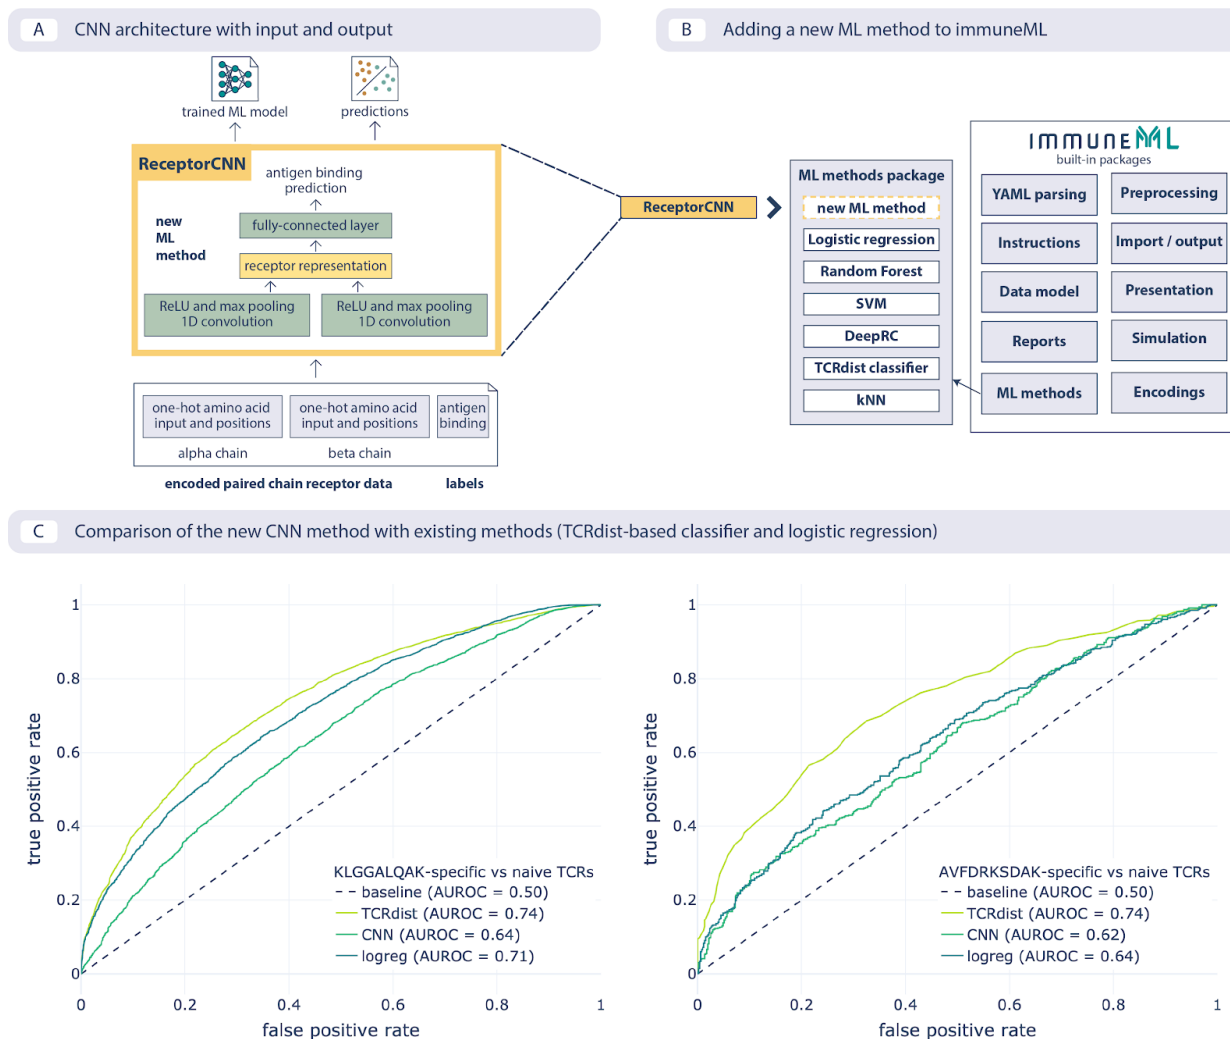 A CNN architecture with input and output
trained ML model
predictions
ReceptorCNN
new
ML
method
antigen binding
prediction
fully-connected layer
receptor representation
ReLU and max pooling
1D convolution
ReLU and max pooling
1D convolution
one-hot amino acid
input and positions
alpha chain
one-hot amino acid
input and positions
beta chain
antigen
binding
encoded paired chain receptor data
labels
B Adding a new ML method to immuneML
ReceptorCNN
ML methods package
new ML method
Logistic regression
Random Forest
SVM
DeepRC
TCRdist classifier
kNN
immuneML
built-in packages
YAML parsing
Preprocessing
Instructions
Import / output
Data model
Presentation
Reports
Simulation
ML methods
Encodings
C Comparison of the new CNN method with existing methods (TCRdist-based classifier and logistic regression)
1
0.8
0.6
0.4
0.2
0
true positive rate
KLGGALQAK-specific vs naive TCRs
baseline (AUROC = 0.50)
TCRdist (AUROC = 0.74)
CNN (AUROC = 0.64)
logreg (AUROC = 0.71)
0 0.2 0.4 0.6 0.8 1
false positive rate
1
0.8
0.6
0.4
0.2
0
true positive rate
AVFDRKSDAK-specific vs naive TCRs
baseline (AUROC = 0.50)
TCRdist (AUROC = 0.74)
CNN (AUROC = 0.62)
logreg (AUROC = 0.64)
0 0.2 0.4 0.6 0.8 1
false positive rate